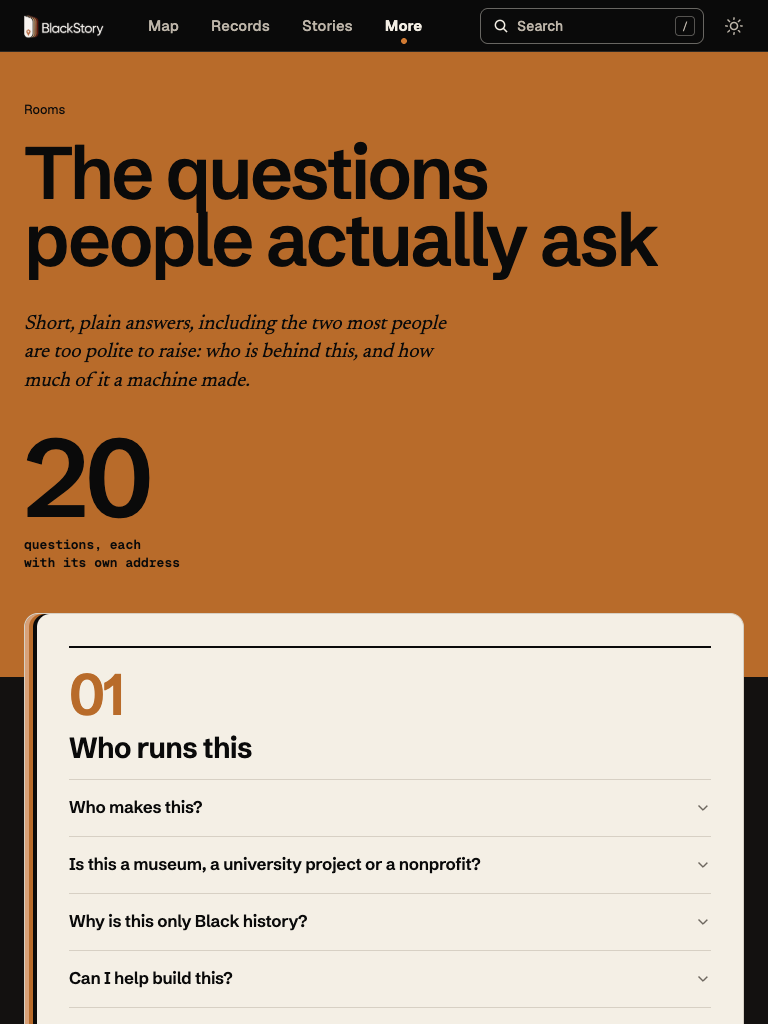 BlackStory
Map
Records
Stories
More
Search
/
Rooms
The questions
people actually ask
Short, plain answers, including the two most people
are too polite to raise: who is behind this, and how
much of it a machine made.
20
questions, each
with its own address
01
Who runs this
Who makes this?
Is this a museum, a university project or a nonprofit?
Why is this only Black history?
Can I help build this?